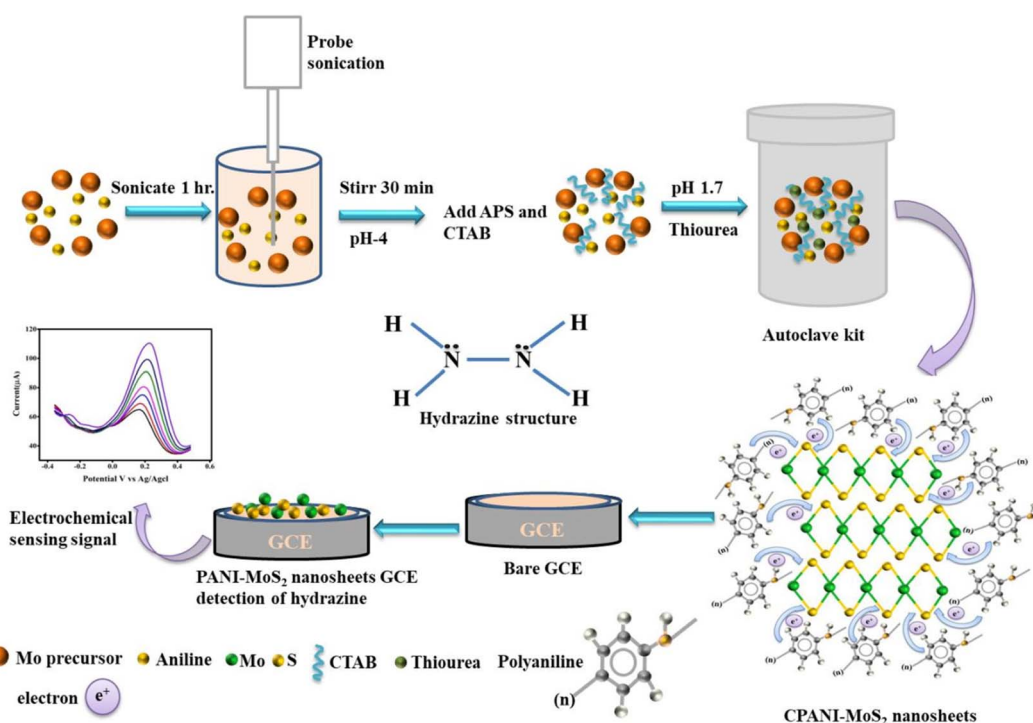 Probe
sonication
Sonicate 1 hr.
Stirr 30 min
pH-4
Add APS and
CTAB
pH 1.7
Thiourea
Autoclave kit
H
H
N
N
H
H
Hydrazine structure
Current(µA)
120
100
80
60
40
-0.4
-0.2
0.0
0.2
0.4
0.6
Potential V vs Ag/Agcl
Electrochemical
sensing signal
GCE
PANI-MoS₂ nanosheets GCE
detection of hydrazine
GCE
Bare GCE
(n)
(n)
(n)
(n)
(n)
(n)
(n)
(n)
(n)
(n)
(n)
(n)
e⁺
e⁺
e⁺
e⁺
e⁺
e⁺
e⁺
e⁺
e⁺
e⁺
e⁺
e⁺
CPANI-MoS₂ nanosheets
Mo precursor
Aniline
Mo
S
CTAB
Thiourea
Polyaniline
(n)
electron
e⁺